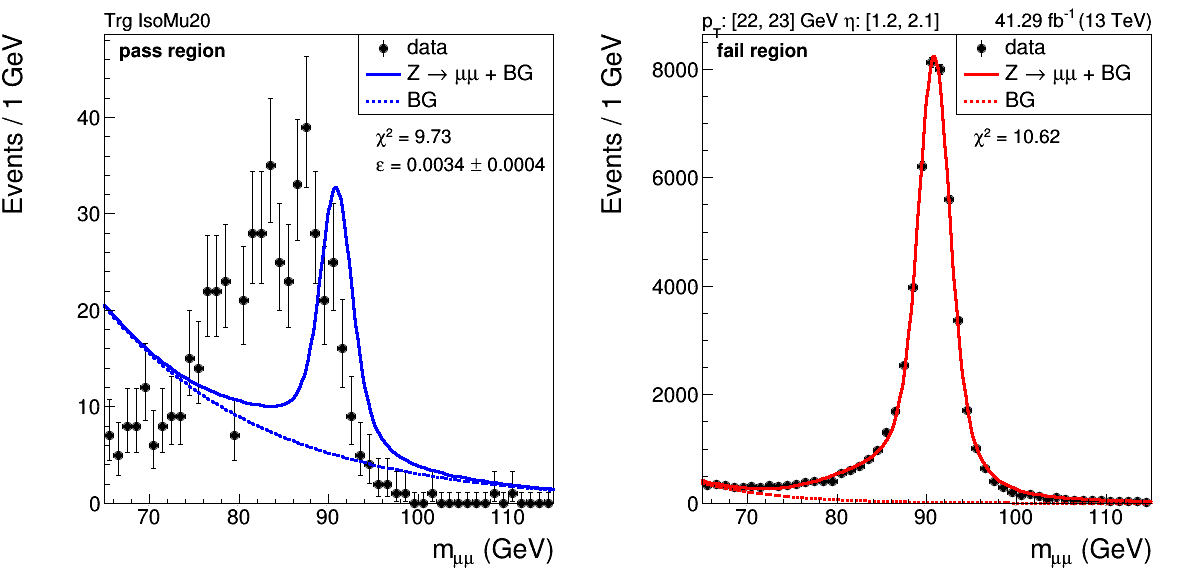 Trg IsoMu20
pass region
data
Z → μμ + BG
BG
χ² = 9.73
ε = 0.0034 ± 0.0004
Events / 1 GeV
40
30
20
10
0
70
80
90
100
110
mμμ (GeV)
pT: [22, 23] GeV η: [1.2, 2.1]
41.29 fb⁻¹ (13 TeV)
fail region
data
Z → μμ + BG
BG
χ² = 10.62
Events / 1 GeV
8000
6000
4000
2000
0
70
80
90
100
110
mμμ (GeV)